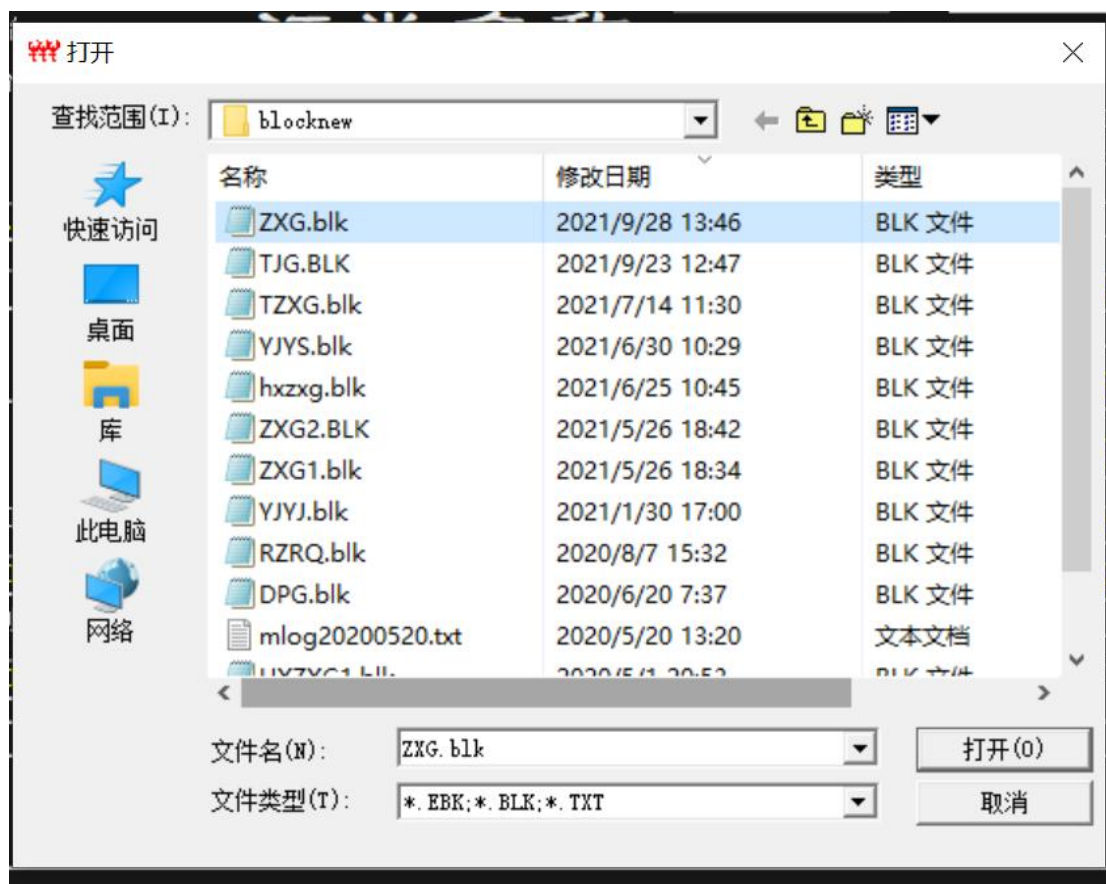 打开
查找范围(I):
blocknew
名称 修改日期 类型
ZXG.blk 2021/9/28 13:46 BLK 文件
TJG.BLK 2021/9/23 12:47 BLK 文件
TZXG.blk 2021/7/14 11:30 BLK 文件
YJYS.blk 2021/6/30 10:29 BLK 文件
hxzxg.blk 2021/6/25 10:45 BLK 文件
ZXG2.BLK 2021/5/26 18:42 BLK 文件
ZXG1.blk 2021/5/26 18:34 BLK 文件
YJYJ.blk 2021/1/30 17:00 BLK 文件
RZRQ.blk 2020/8/7 15:32 BLK 文件
DPG.blk 2020/6/20 7:37 BLK 文件
mlog20200520.txt 2020/5/20 13:20 文本文档
快速访问
桌面
库
此电脑
网络
文件名(N):
ZXG.blk
打开(O)
文件类型(T):
*.EBK;*.BLK;*.TXT
取消